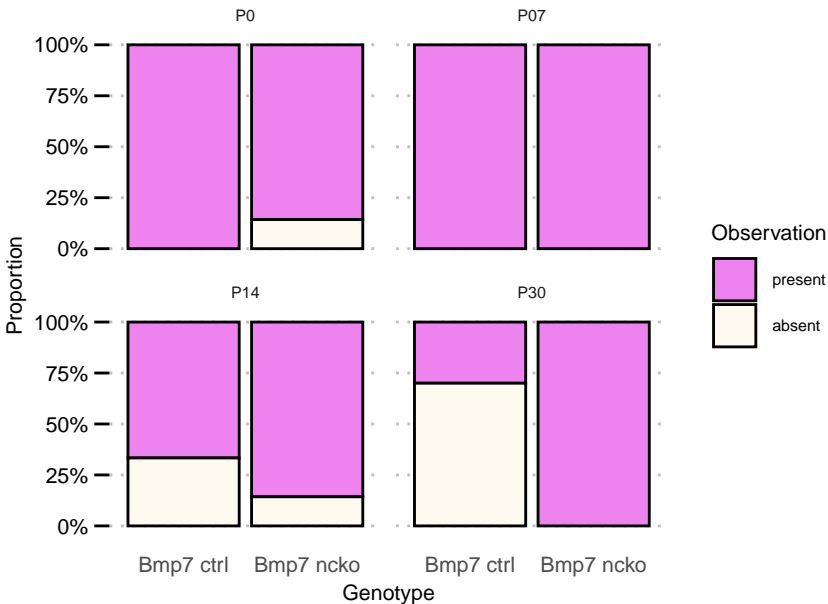 P0
P07
100%
75%
50%
25%
0%
P14
P30
100%
75%
50%
25%
0%
Bmp7 ctrl
Bmp7 ncko
Bmp7 ctrl
Bmp7 ncko
Genotype
Proportion
Observation
present
absent